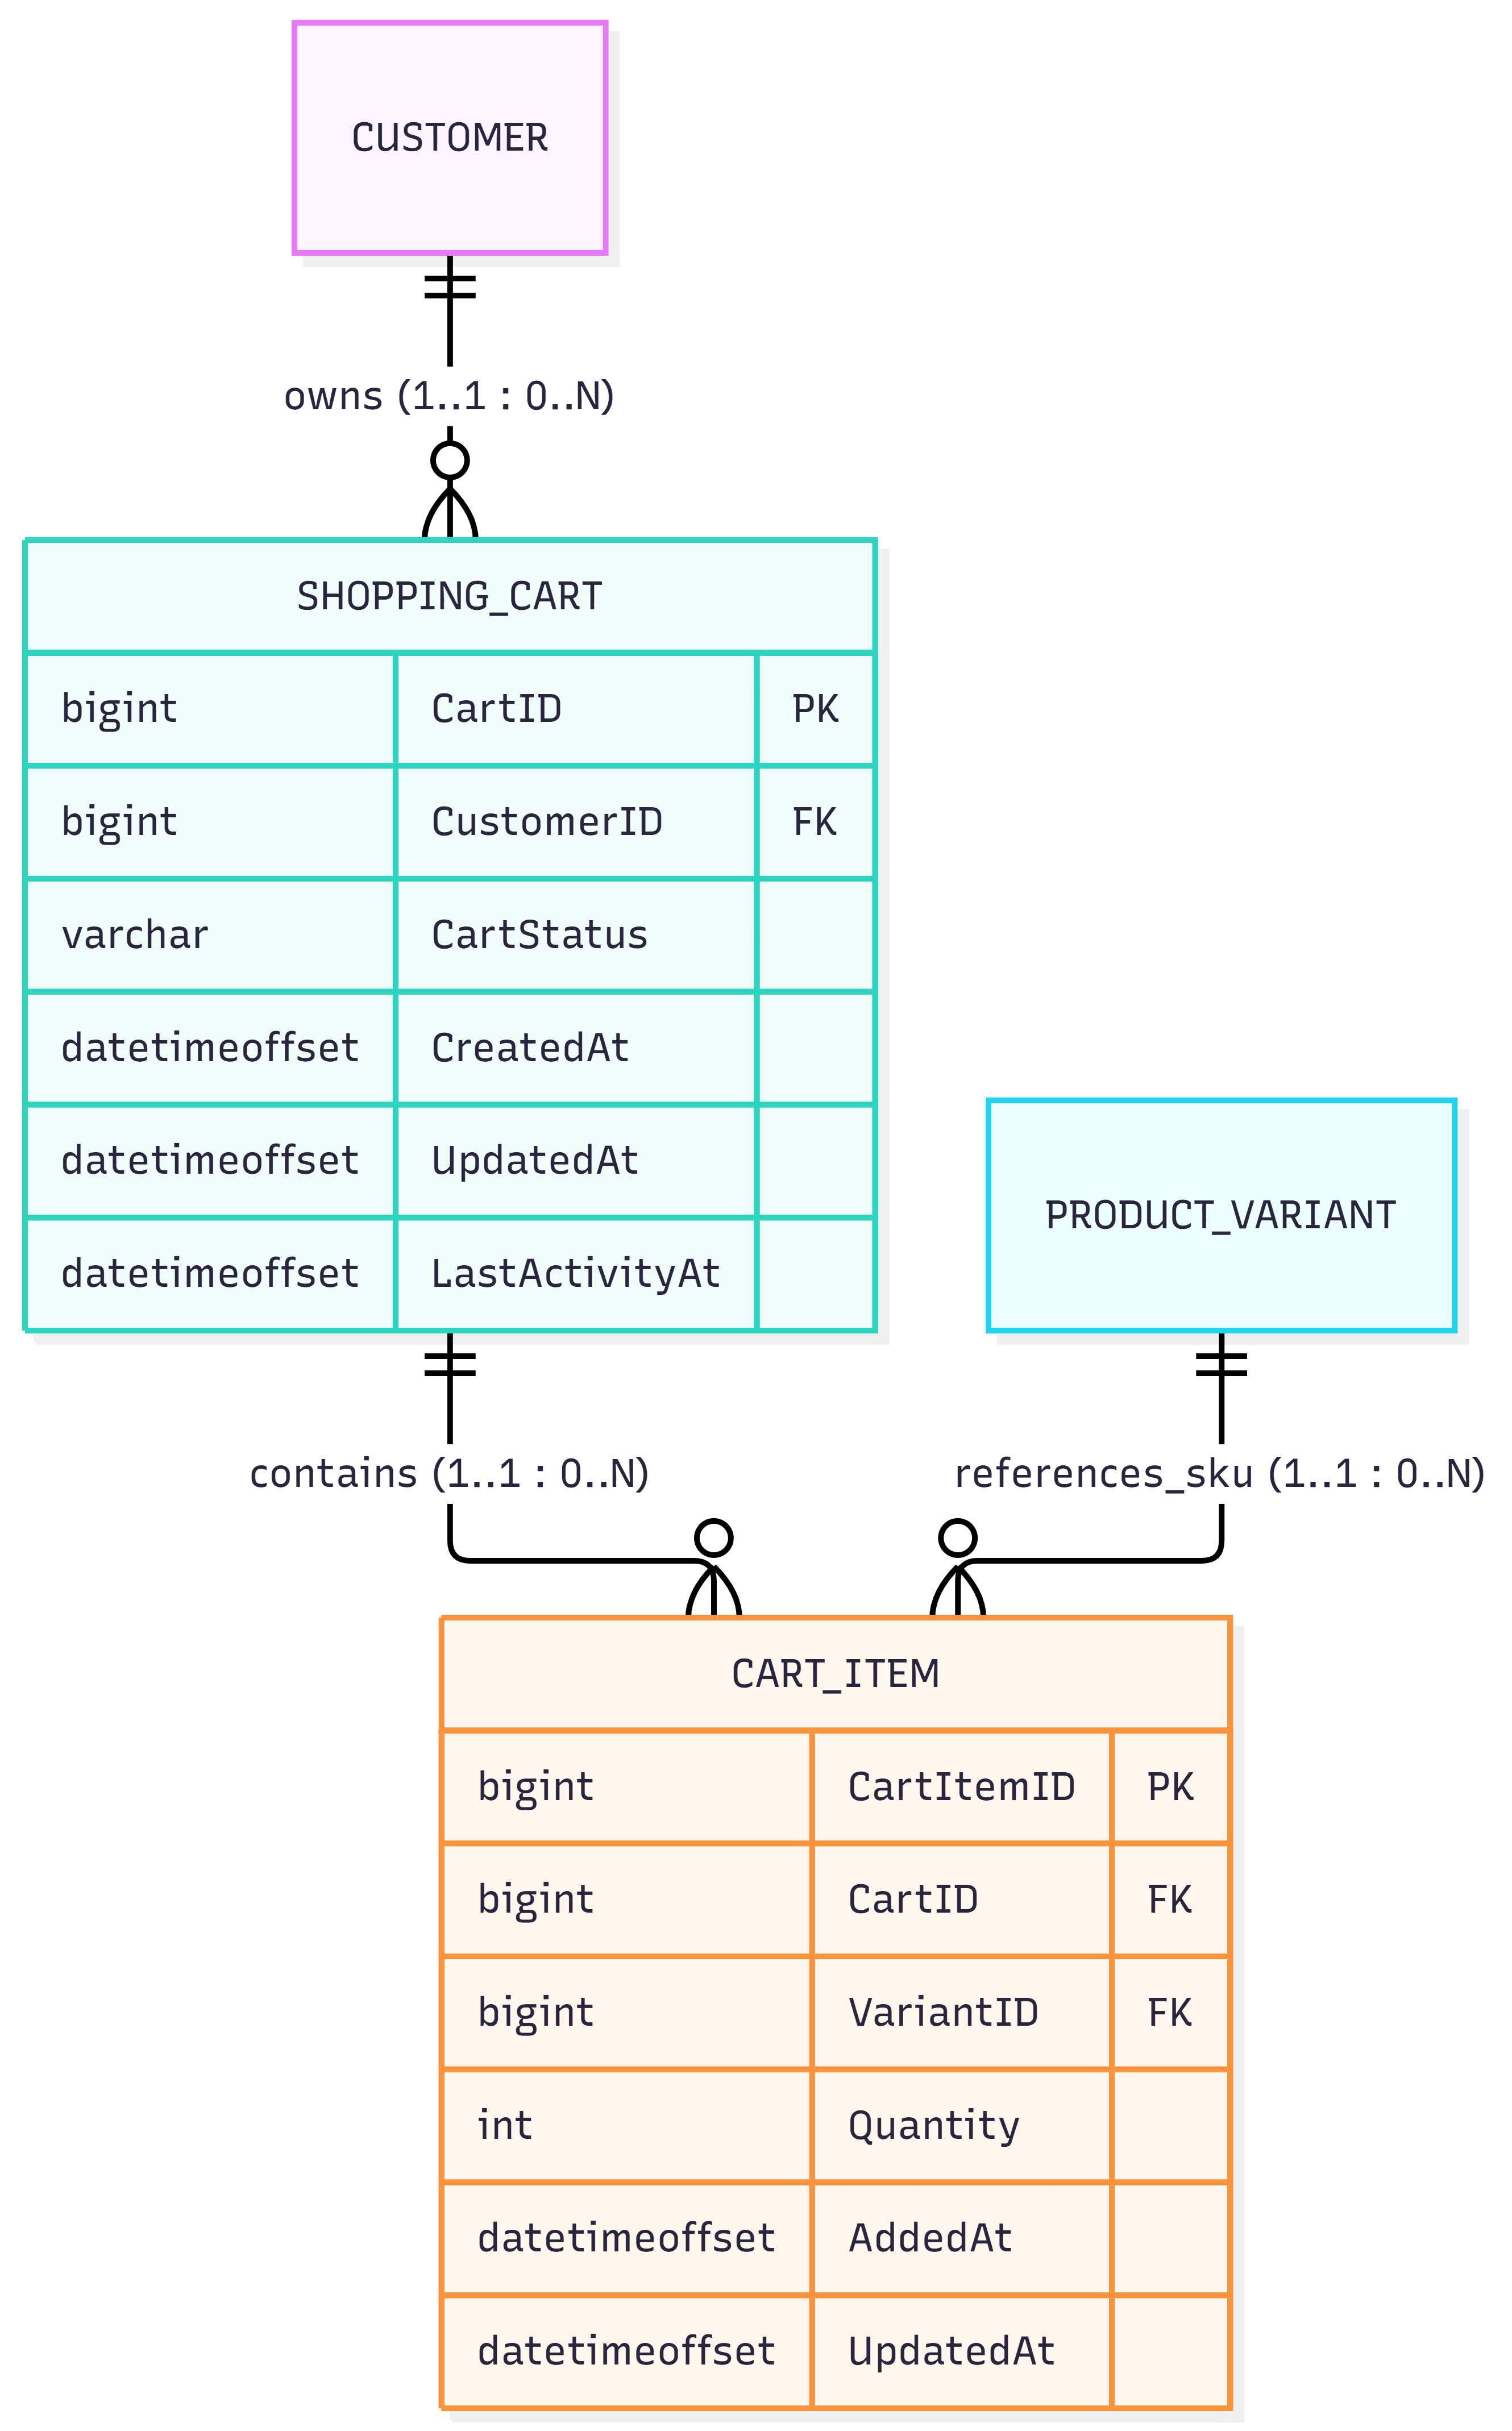 CUSTOMER
owns (1..1 : 0..N)
SHOPPING_CART
bigint CartID PK
bigint CustomerID FK
varchar CartStatus
datetimeoffset CreatedAt
datetimeoffset UpdatedAt
datetimeoffset LastActivityAt
PRODUCT_VARIANT
contains (1..1 : 0..N)
references_sku (1..1 : 0..N)
CART_ITEM
bigint CartItemID PK
bigint CartID FK
bigint VariantID FK
int Quantity
datetimeoffset AddedAt
datetimeoffset UpdatedAt